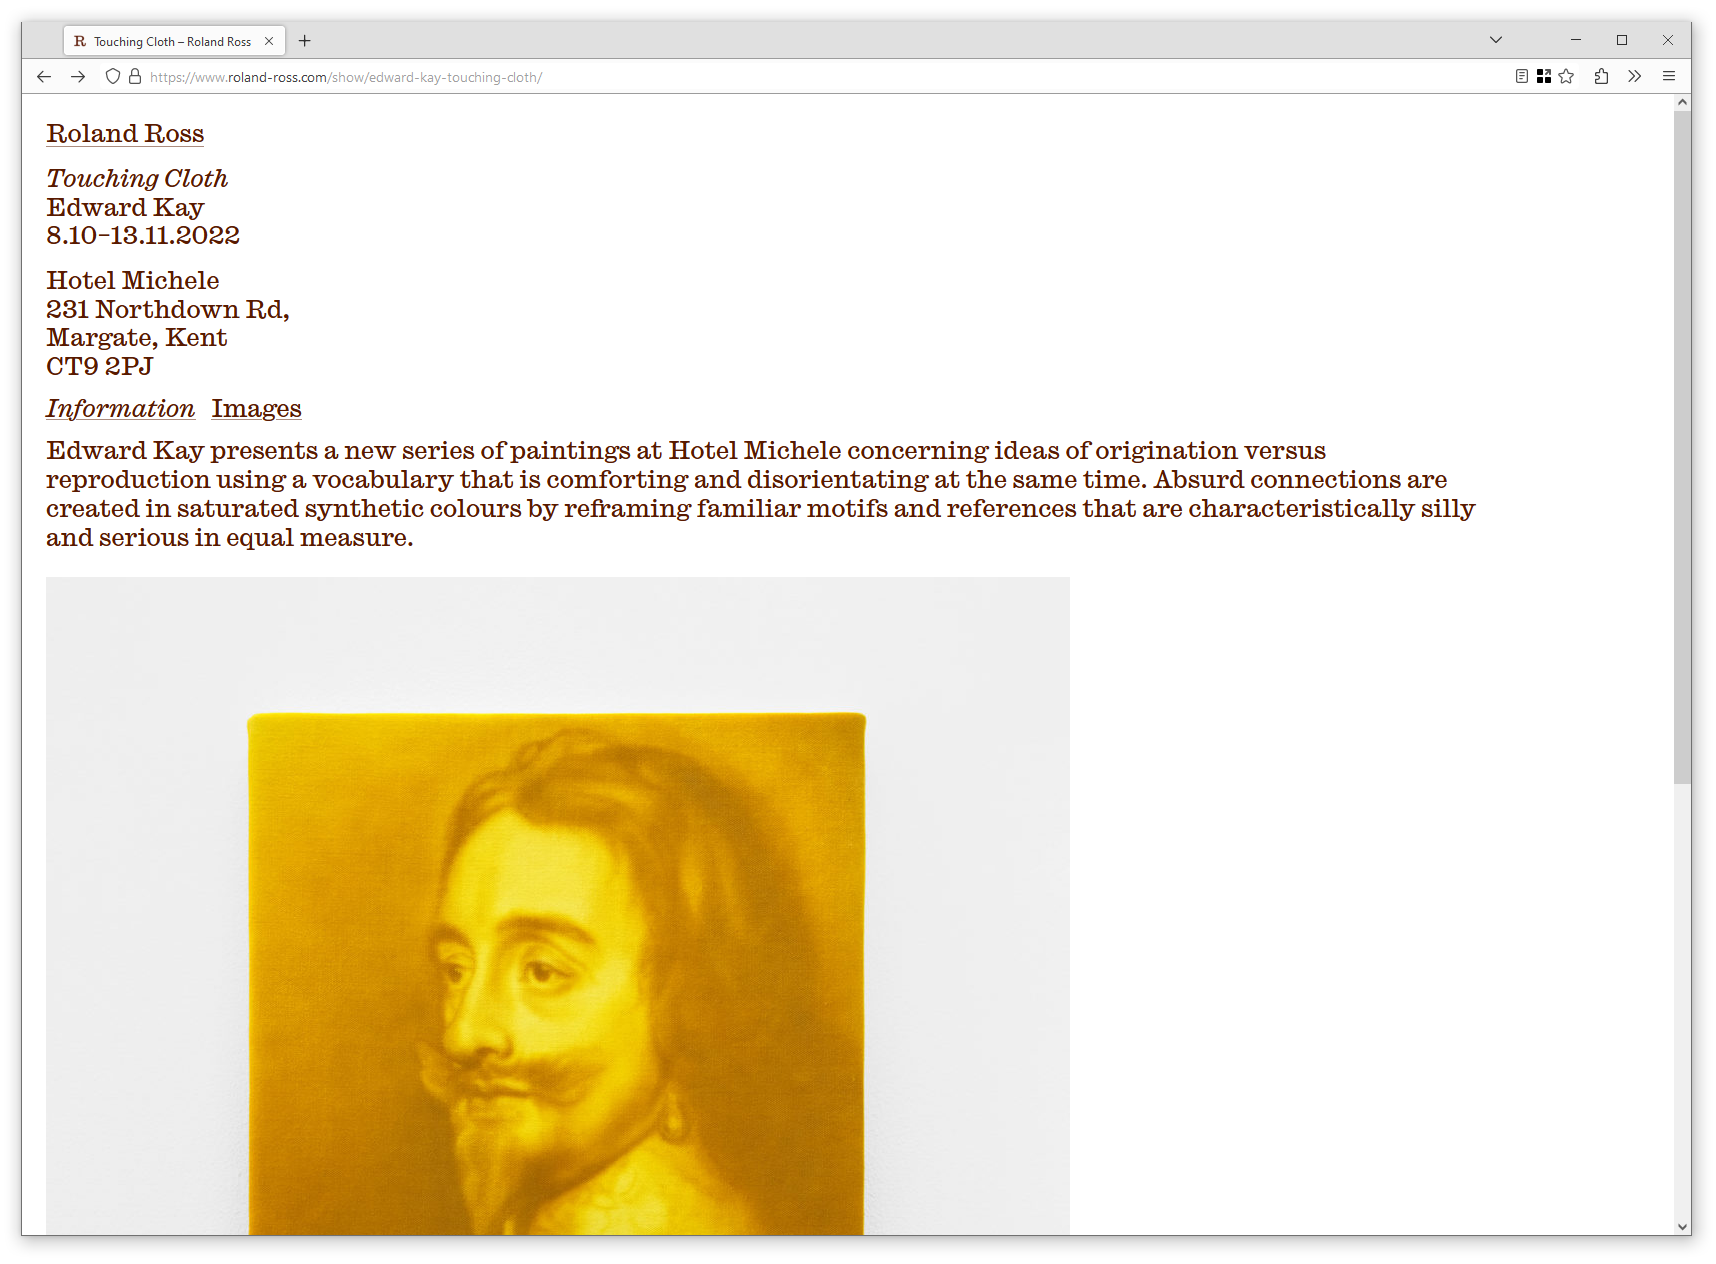 Touching Cloth – Roland Ross
https://www.roland-ross.com/show/edward-kay-touching-cloth/
Roland Ross
Touching Cloth
Edward Kay
8.10–13.11.2022
Hotel Michele
231 Northdown Rd,
Margate, Kent
CT9 2PJ
Information Images
Edward Kay presents a new series of paintings at Hotel Michele concerning ideas of origination versus
reproduction using a vocabulary that is comforting and disorientating at the same time. Absurd connections are
created in saturated synthetic colours by reframing familiar motifs and references that are characteristically silly
and serious in equal measure.